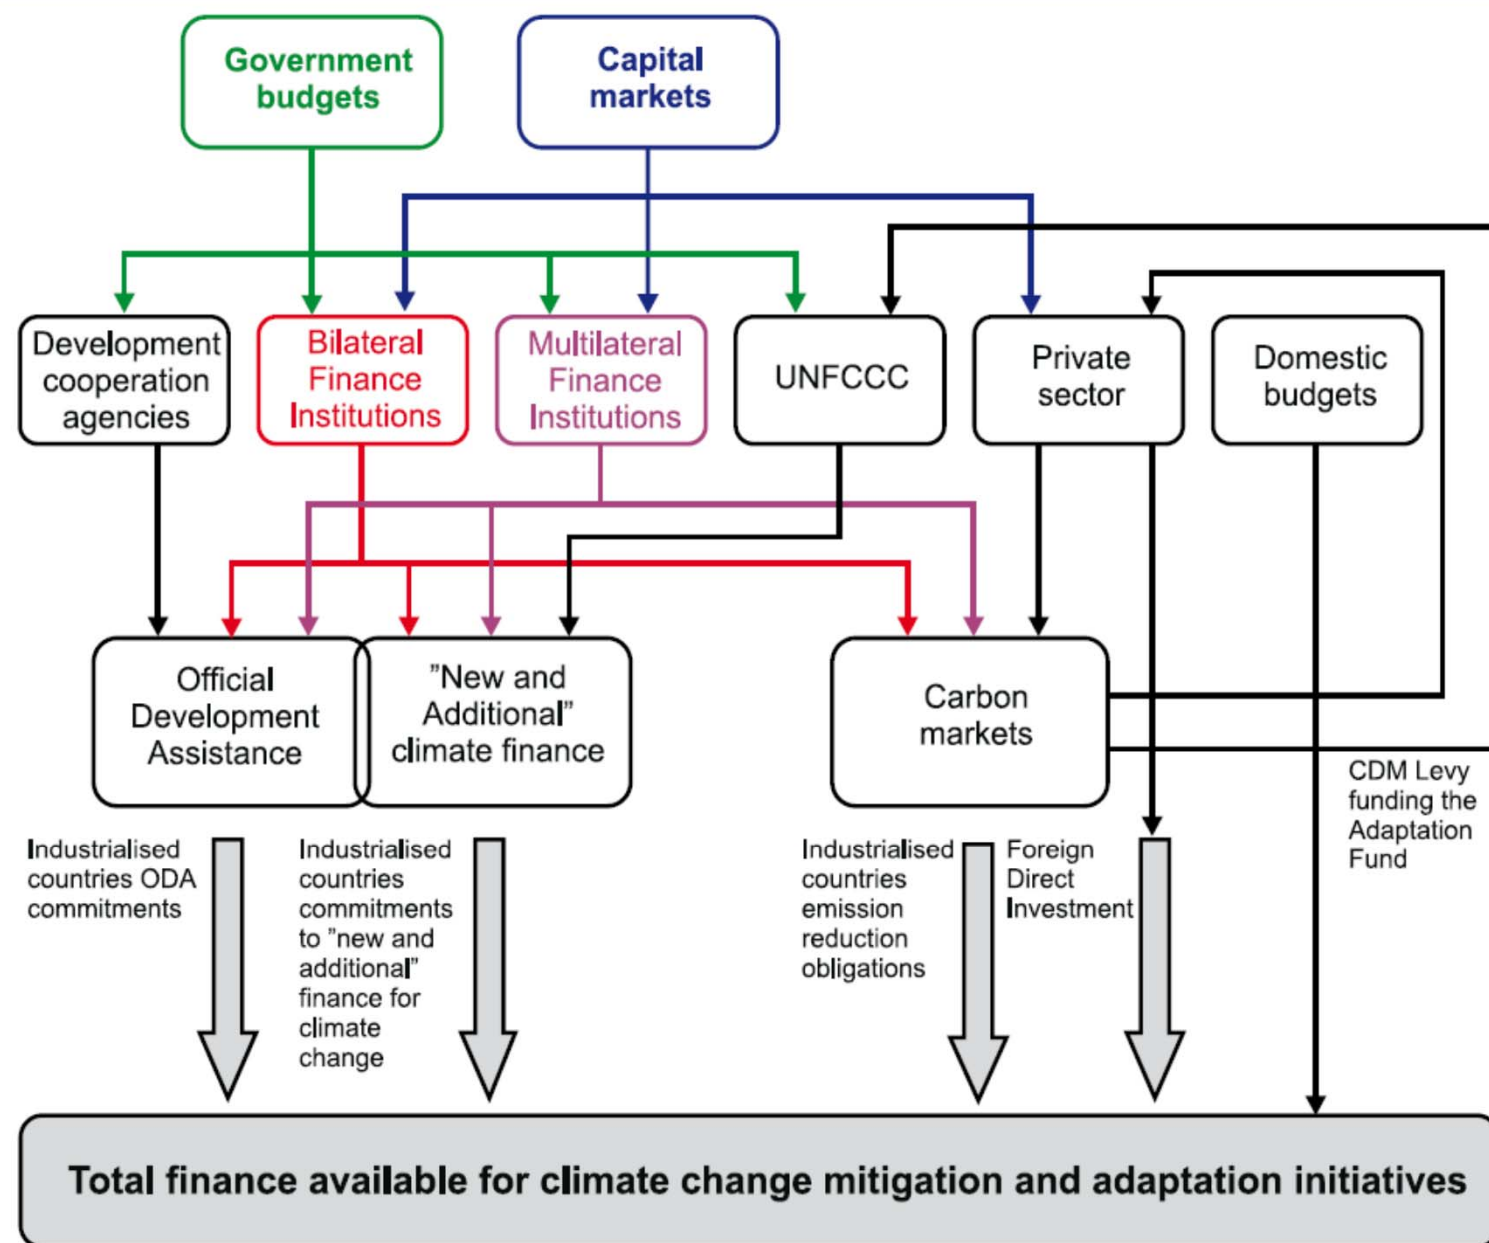 Government
budgets
Capital
markets
Development
cooperation
agencies
Bilateral
Finance
Institutions
Multilateral
Finance
Institutions
UNFCCC
Private
sector
Domestic
budgets
Official
Development
Assistance
”New and
Additional”
climate finance
Carbon
markets
CDM Levy
funding the
Adaptation
Fund
Industrialised
countries ODA
commitments
Industrialised
countries
commitments
to ”new and
additional”
finance for
climate
change
Industrialised
countries
emission
reduction
obligations
Foreign
Direct
Investment
Total finance available for climate change mitigation and adaptation initiatives